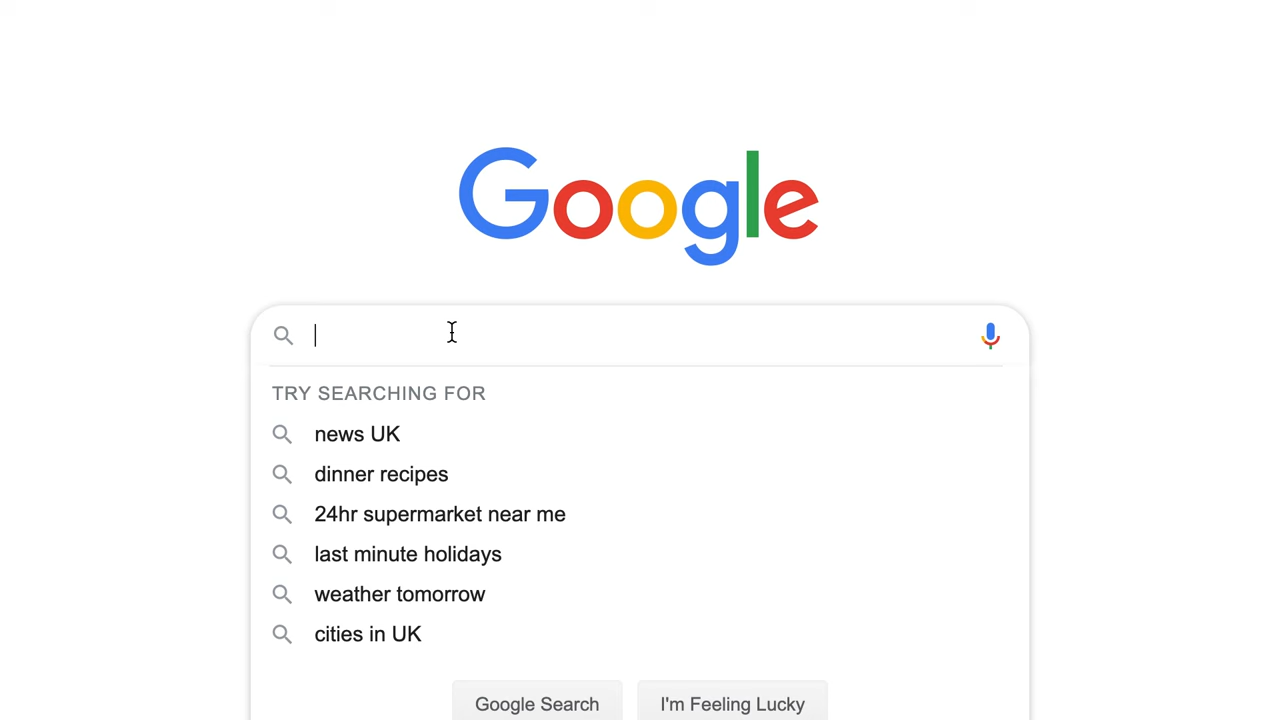 Google
TRY SEARCHING FOR
news UK
dinner recipes
24hr supermarket near me
last minute holidays
weather tomorrow
cities in UK
Google Search
I'm Feeling Lucky